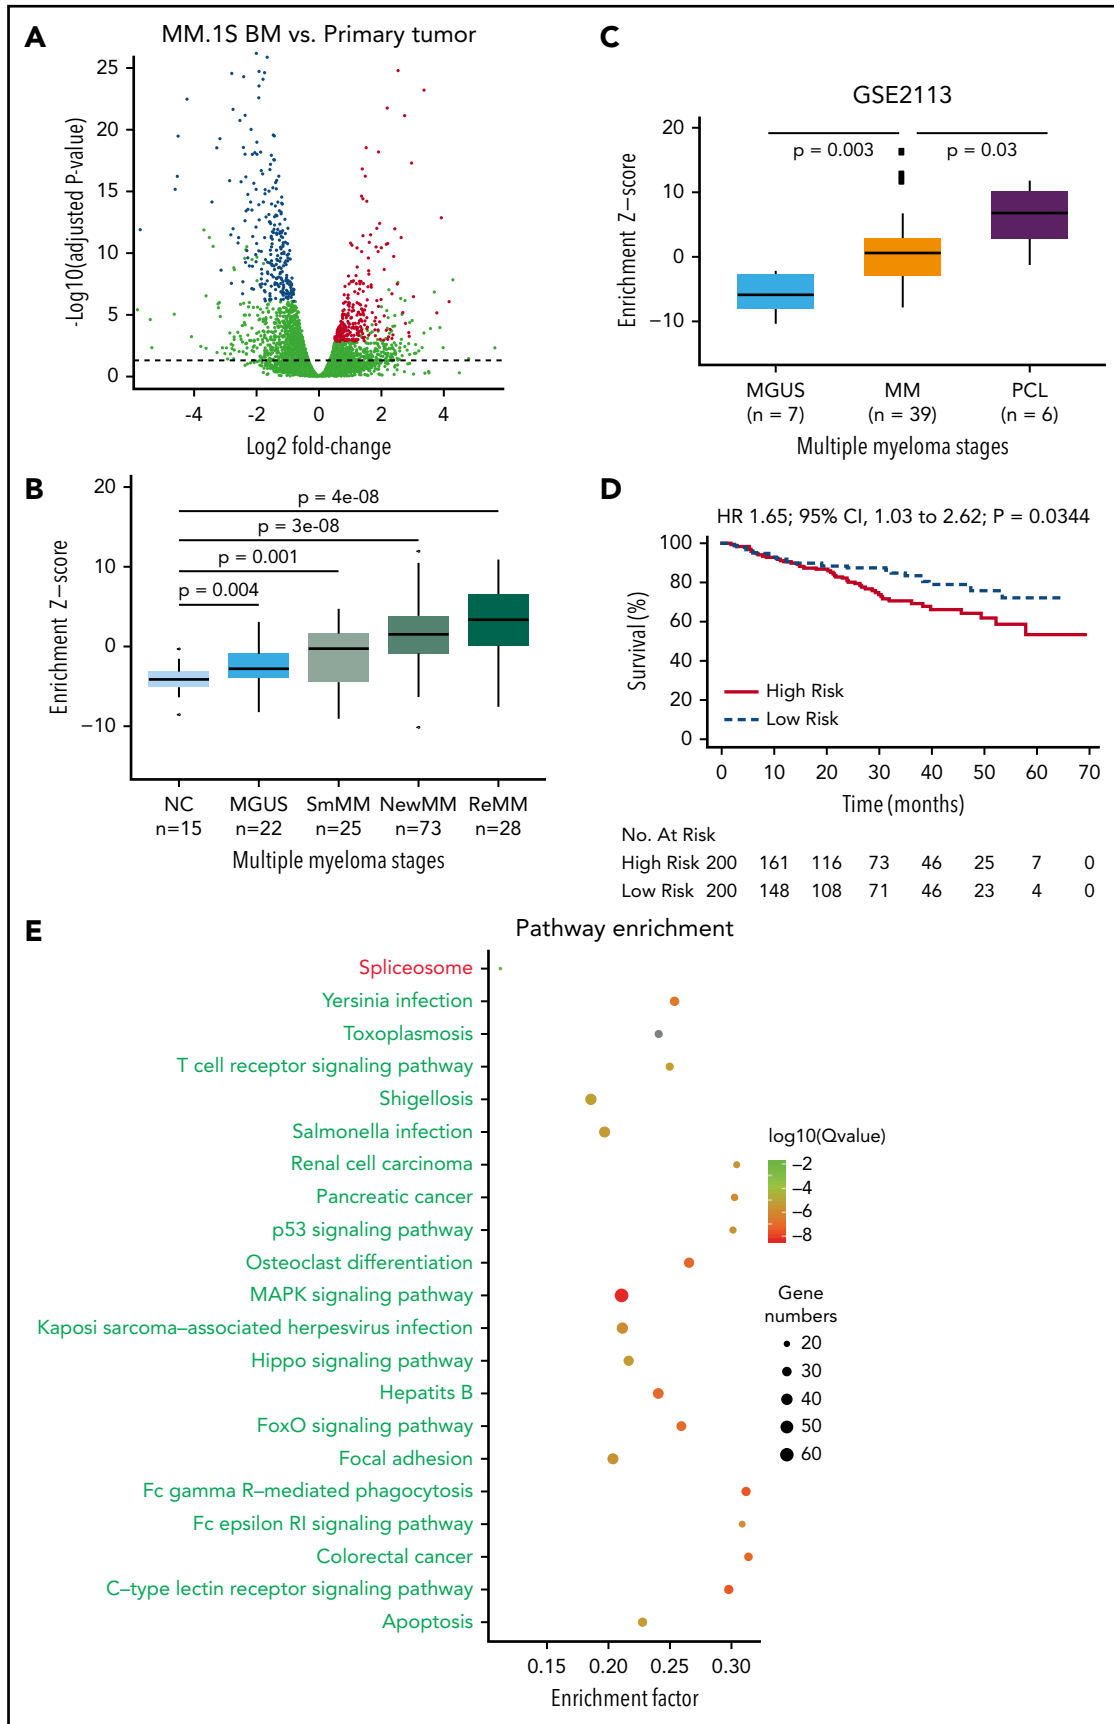 A
MM.1S BM vs. Primary tumor
-Log10(adjusted P-value)
25
20
15
10
5
0
-4
-2
0
2
4
Log2 fold-change
C
GSE2113
Enrichment Z−score
20
10
0
−10
p = 0.003
p = 0.03
MGUS
(n = 7)
MM
(n = 39)
PCL
(n = 6)
Multiple myeloma stages
B
Enrichment Z−score
20
10
0
−10
p = 4e-08
p = 3e-08
p = 0.001
p = 0.004
NC
n=15
MGUS
n=22
SmMM
n=25
NewMM
n=73
ReMM
n=28
Multiple myeloma stages
D
HR 1.65; 95% CI, 1.03 to 2.62; P = 0.0344
Survival (%)
100
80
60
40
20
0
High Risk
Low Risk
0 10 20 30 40 50 60 70
Time (months)
No. At Risk
High Risk 200 161 116 73 46 25 7 0
Low Risk 200 148 108 71 46 23 4 0
E
Pathway enrichment
Spliceosome
Yersinia infection
Toxoplasmosis
T cell receptor signaling pathway
Shigellosis
Salmonella infection
Renal cell carcinoma
Pancreatic cancer
p53 signaling pathway
Osteoclast differentiation
MAPK signaling pathway
Kaposi sarcoma–associated herpesvirus infection
Hippo signaling pathway
Hepatits B
FoxO signaling pathway
Focal adhesion
Fc gamma R–mediated phagocytosis
Fc epsilon RI signaling pathway
Colorectal cancer
C–type lectin receptor signaling pathway
Apoptosis
0.15 0.20 0.25 0.30
Enrichment factor
log10(Qvalue)
−2
−4
−6
−8
Gene
numbers
20
30
40
50
60